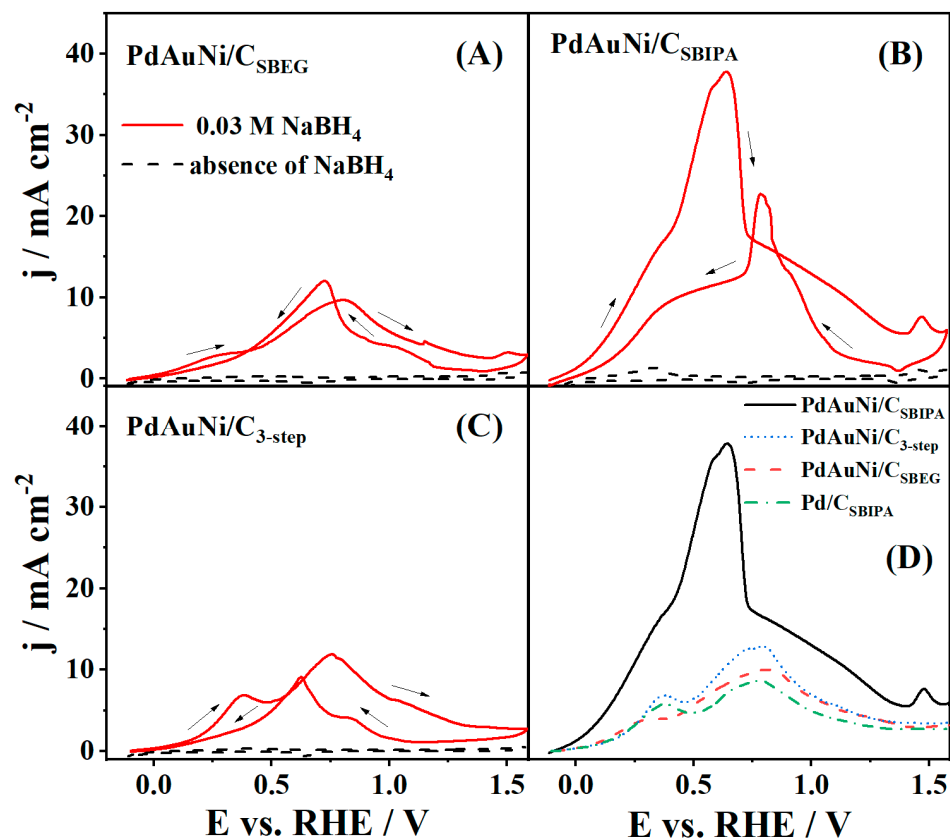 PdAuNi/C_SBEG
(A)
0.03 M NaBH₄
absence of NaBH₄
j / mA cm⁻²
40
30
20
10
0
PdAuNi/C_SBIPA
(B)
PdAuNi/C_3-step
(C)
j / mA cm⁻²
40
30
20
10
0
0.0 0.5 1.0 1.5
E vs. RHE / V
PdAuNi/C_SBIPA
PdAuNi/C_3-step
PdAuNi/C_SBEG
Pd/C_SBIPA
(D)
0.0 0.5 1.0 1.5
E vs. RHE / V